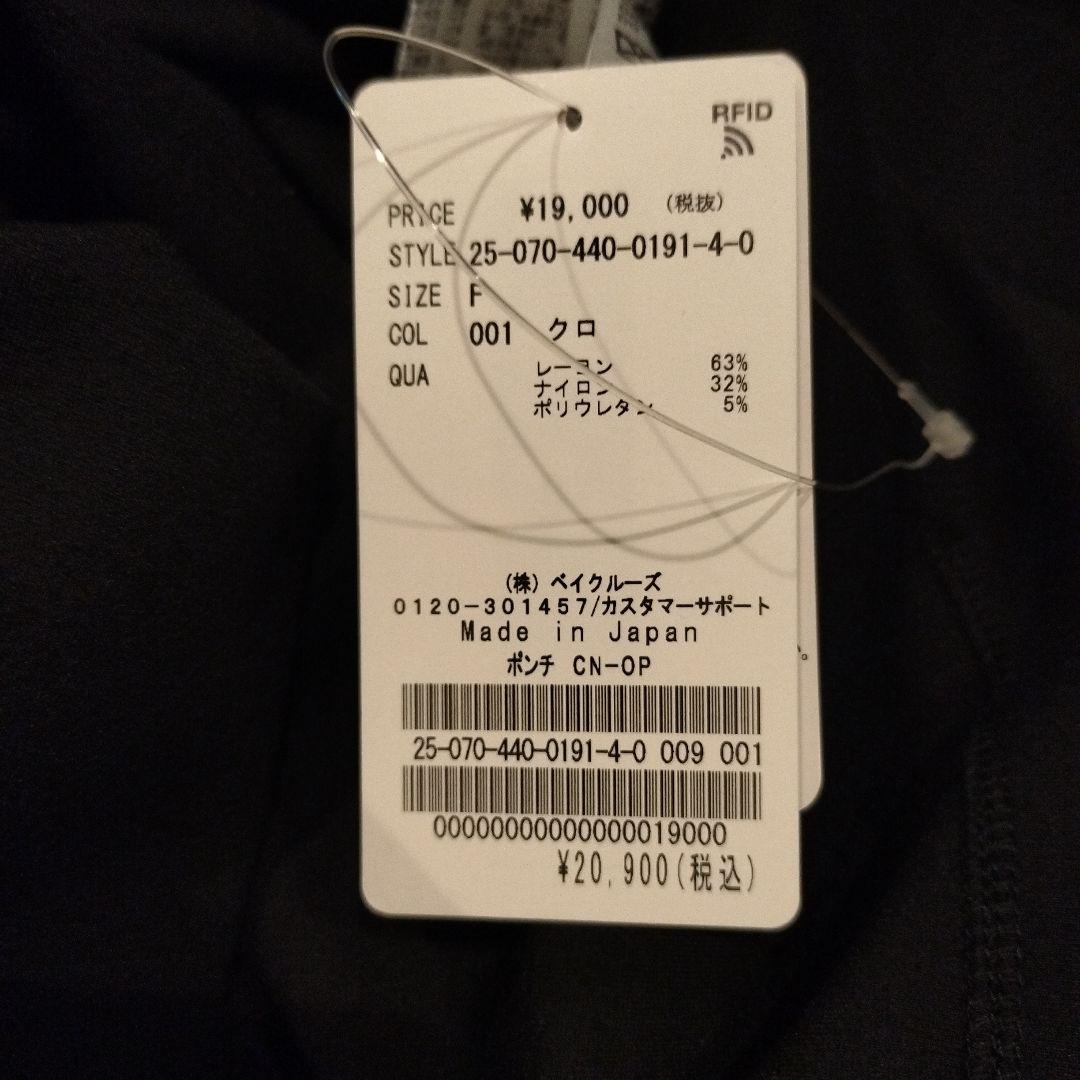 RFID
PRICE ¥19,000 (税抜)
STYLE 25-070-440-0191-4-0
SIZE F
COL 001 クロ
QUA レーヨン 63%
ナイロン 32%
ポリウレタン 5%
(株) ベイクルーズ
0120-301457/カスタマーサポート
Made in Japan
ポンチ CN-OP
25-070-440-0191-4-0 009 001
0000000000000019000
¥20,900(税込)